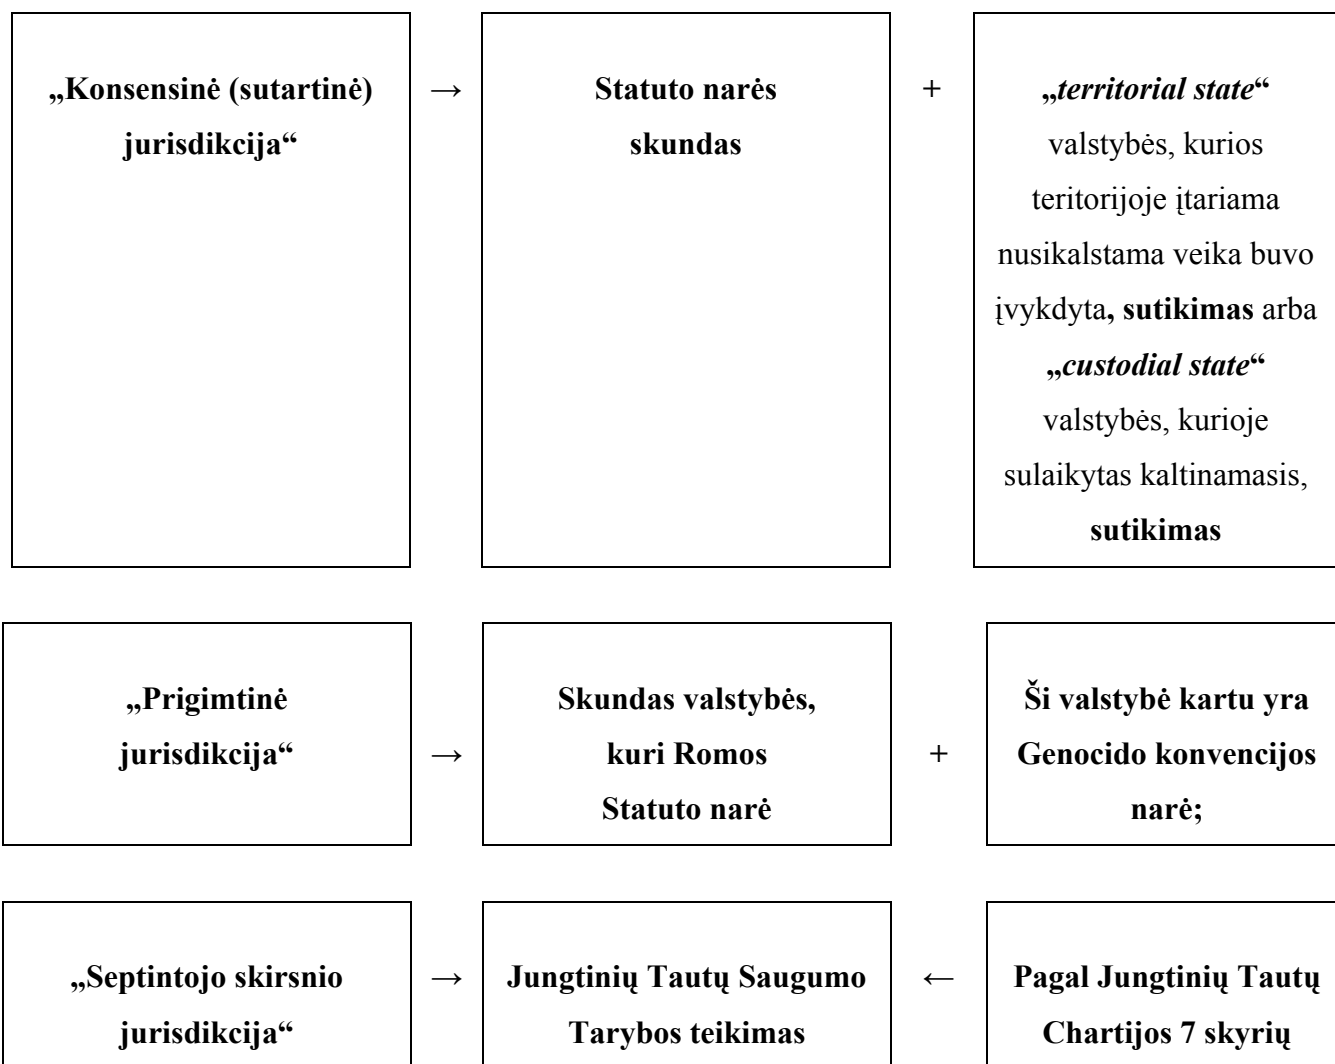 „Konsensinė (sutartinė)
jurisdikcija“
→
Statuto narės
skundas
+
„territorial state“
valstybės, kurios
teritorijoje įtariama
nusikalstama veika buvo
įvykdyta, sutikimas arba
„custodial state“
valstybės, kurioje
sulaikytas kaltinamasis,
sutikimas
„Prigimtinė
jurisdikcija“
→
Skundas valstybės,
kuri Romos
Statuto narė
+
Ši valstybė kartu yra
Genocido konvencijos
narė;
„Septintojo skirsnio
jurisdikcija“
→
Jungtinių Tautų Saugumo
Tarybos teikimas
←
Pagal Jungtinių Tautų
Chartijos 7 skyrių